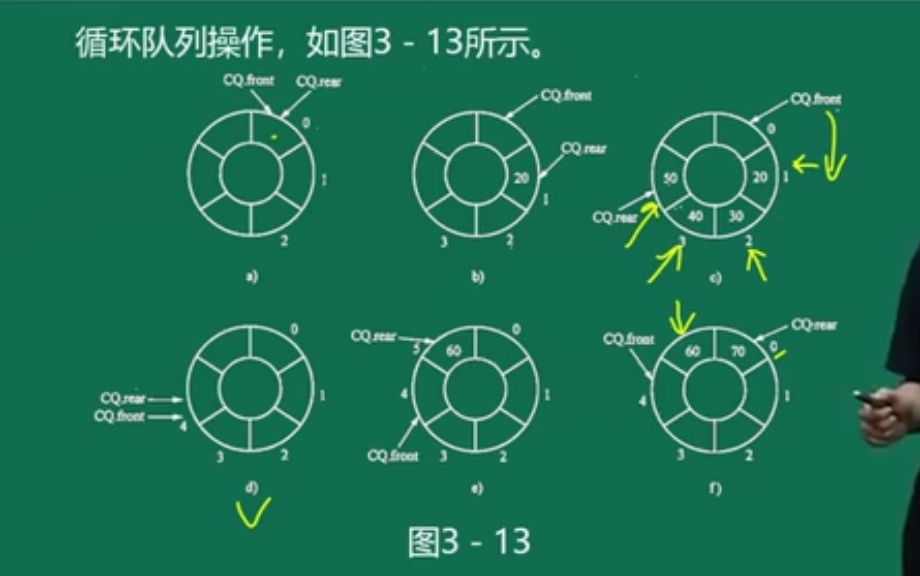 循环队列操作，如图3－13所示。
CQ.front CQ.rear
0
1
2
a)
CQ.front
CQ.rear
20
1
2
3
b)
CQ.front
0
1
20
30
40
50
CQ.rear
2
3
c)
0
1
2
3
4
CQ.rear
CQ.front
d)
CQ.rear
5
60
0
1
2
3
4
CQ.front
e)
CQ.front
60
70
CQ.rear
0
1
2
3
4
f)
图3－13